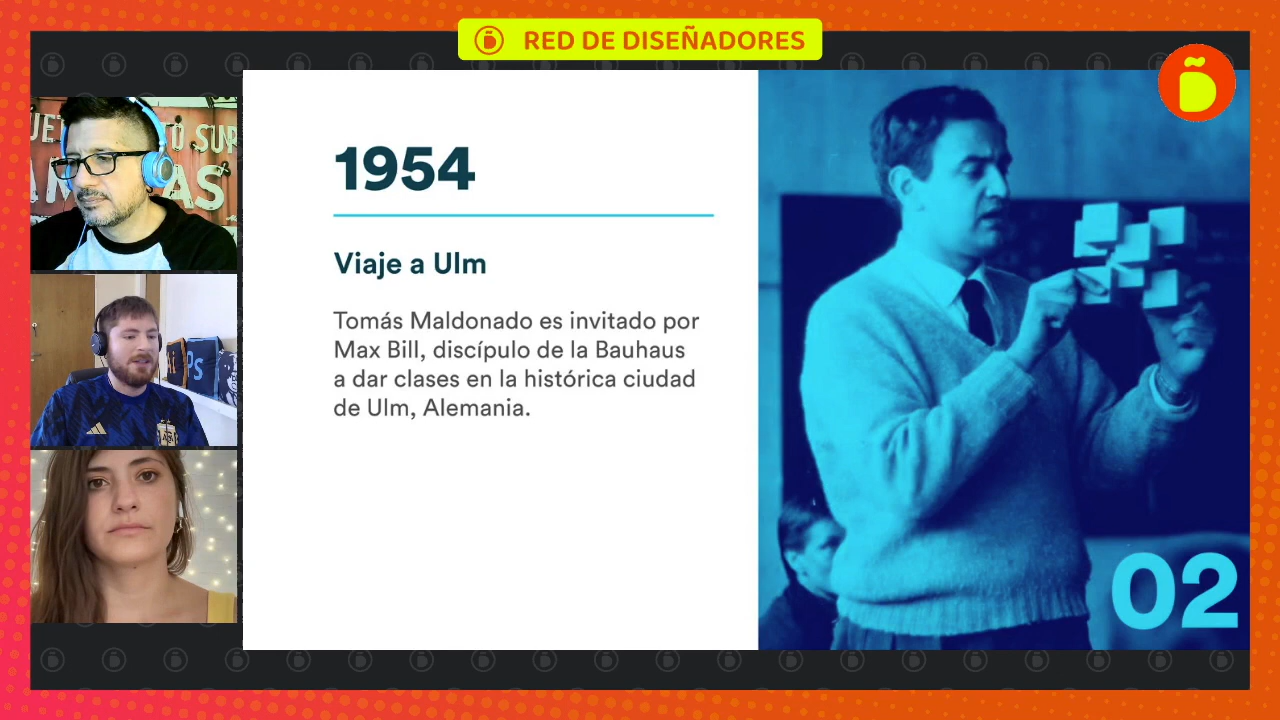 RED DE DISEÑADORES
1954
Viaje a Ulm
Tomás Maldonado es invitado por
Max Bill, discípulo de la Bauhaus
a dar clases en la histórica ciudad
de Ulm, Alemania.
02